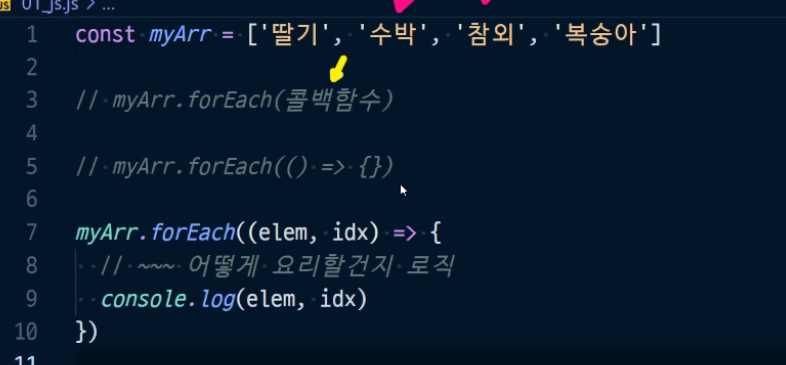 JS 01_js.js > ...
1 const myArr = ['딸기', '수박', '참외', '복숭아']
2
3 // myArr.forEach(콜백함수)
4
5 // myArr.forEach(() => {})
6
7 myArr.forEach((elem, idx) => {
8 // ~~~ 어떻게 요리할건지 로직
9 console.log(elem, idx)
10 })
11